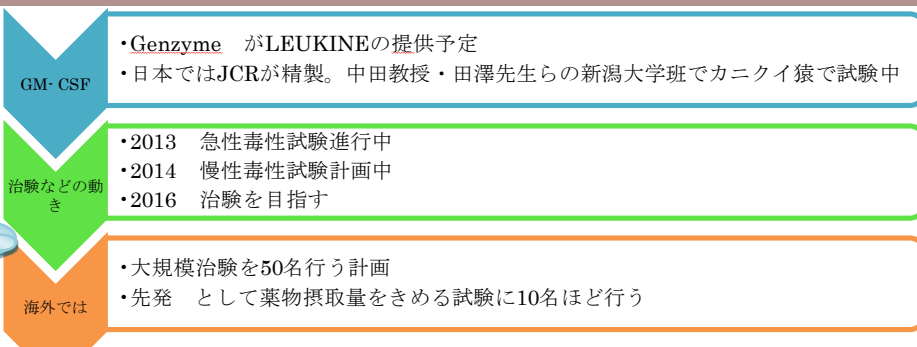 GM- CSF
・Genzyme　がLEUKINEの提供予定
・日本ではJCRが精製。中田教授・田澤先生らの新潟大学班でカニクイ猿で試験中
治験などの動
き
・2013　急性毒性試験進行中
・2014　慢性毒性試験計画中
・2016　治験を目指す
海外では
・大規模治験を50名行う計画
・先発　として薬物摂取量をきめる試験に10名ほど行う